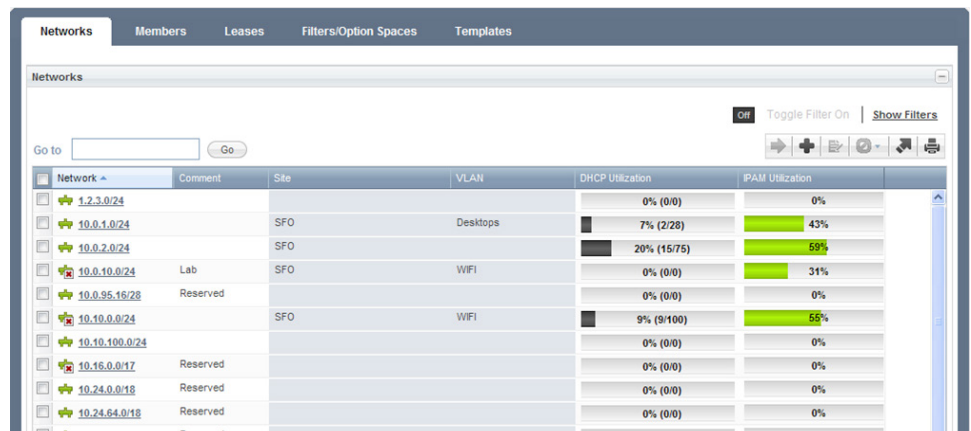 Networks Members Leases Filters/Option Spaces Templates
Networks
Off Toggle Filter On Show Filters
Go to Go
Network Comment Site VLAN DHCP Utilization IPAM Utilization
1.2.3.0/24 0% (0/0) 0%
10.0.1.0/24 SFO Desktops 7% (2/28) 43%
10.0.2.0/24 SFO 20% (15/75) 59%
10.0.10.0/24 Lab SFO WIFI 0% (0/0) 31%
10.0.95.16/28 Reserved 0% (0/0) 0%
10.10.0.0/24 SFO WIFI 9% (9/100) 55%
10.10.100.0/24 0% (0/0) 0%
10.16.0.0/17 Reserved 0% (0/0) 0%
10.24.0.0/18 Reserved 0% (0/0) 0%
10.24.64.0/18 Reserved 0% (0/0) 0%